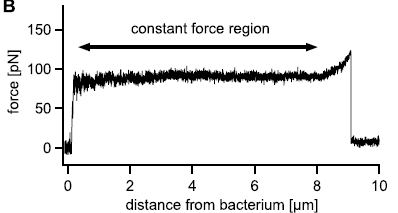 B
constant force region
force [pN]
150
100
50
0
0 2 4 6 8 10
distance from bacterium [µm]